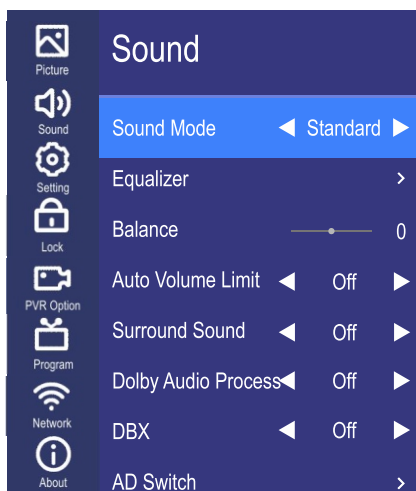 Picture
Sound
Setting
Lock
PVR Option
Program
Network
About
Sound
Sound Mode Standard
Equalizer
Balance 0
Auto Volume Limit Off
Surround Sound Off
Dolby Audio Process Off
DBX Off
AD Switch